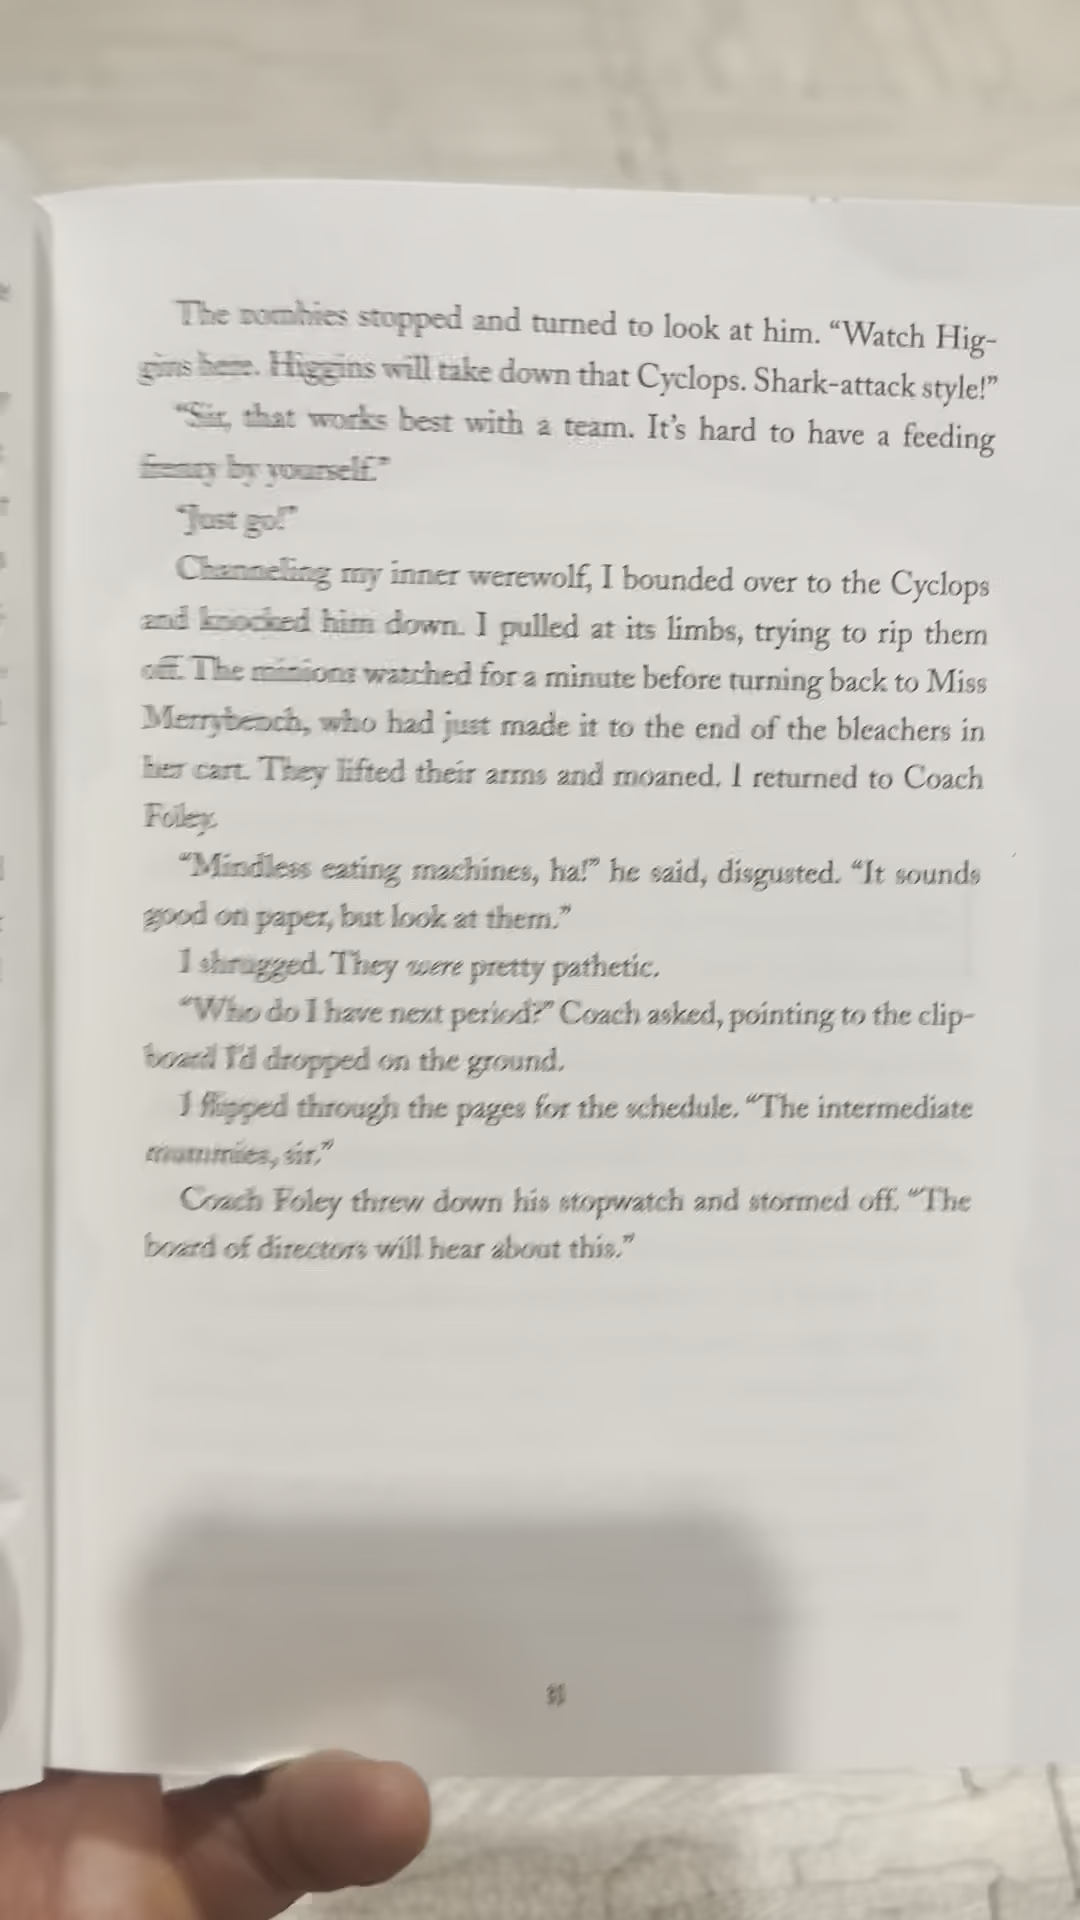 The zombies stopped and turned to look at him. “Watch Hig-
gins here. Higgins will take down that Cyclops. Shark-attack style!”
“Sir, that works best with a team. It’s hard to have a feeding
frenzy by yourself.”
“Just go!”
Channeling my inner werewolf, I bounded over to the Cyclops
and knocked him down. I pulled at its limbs, trying to rip them
off. The minions watched for a minute before turning back to Miss
Merrybench, who had just made it to the end of the bleachers in
her cart. They lifted their arms and moaned. I returned to Coach
Foley.
“Mindless eating machines, ha!” he said, disgusted. “It sounds
good on paper, but look at them.”
I shrugged. They were pretty pathetic.
“Who do I have next period?” Coach asked, pointing to the clip-
board I’d dropped on the ground.
I flipped through the pages for the schedule. “The intermediate
mummies, sir.”
Coach Foley threw down his stopwatch and stormed off. “The
board of directors will hear about this.”